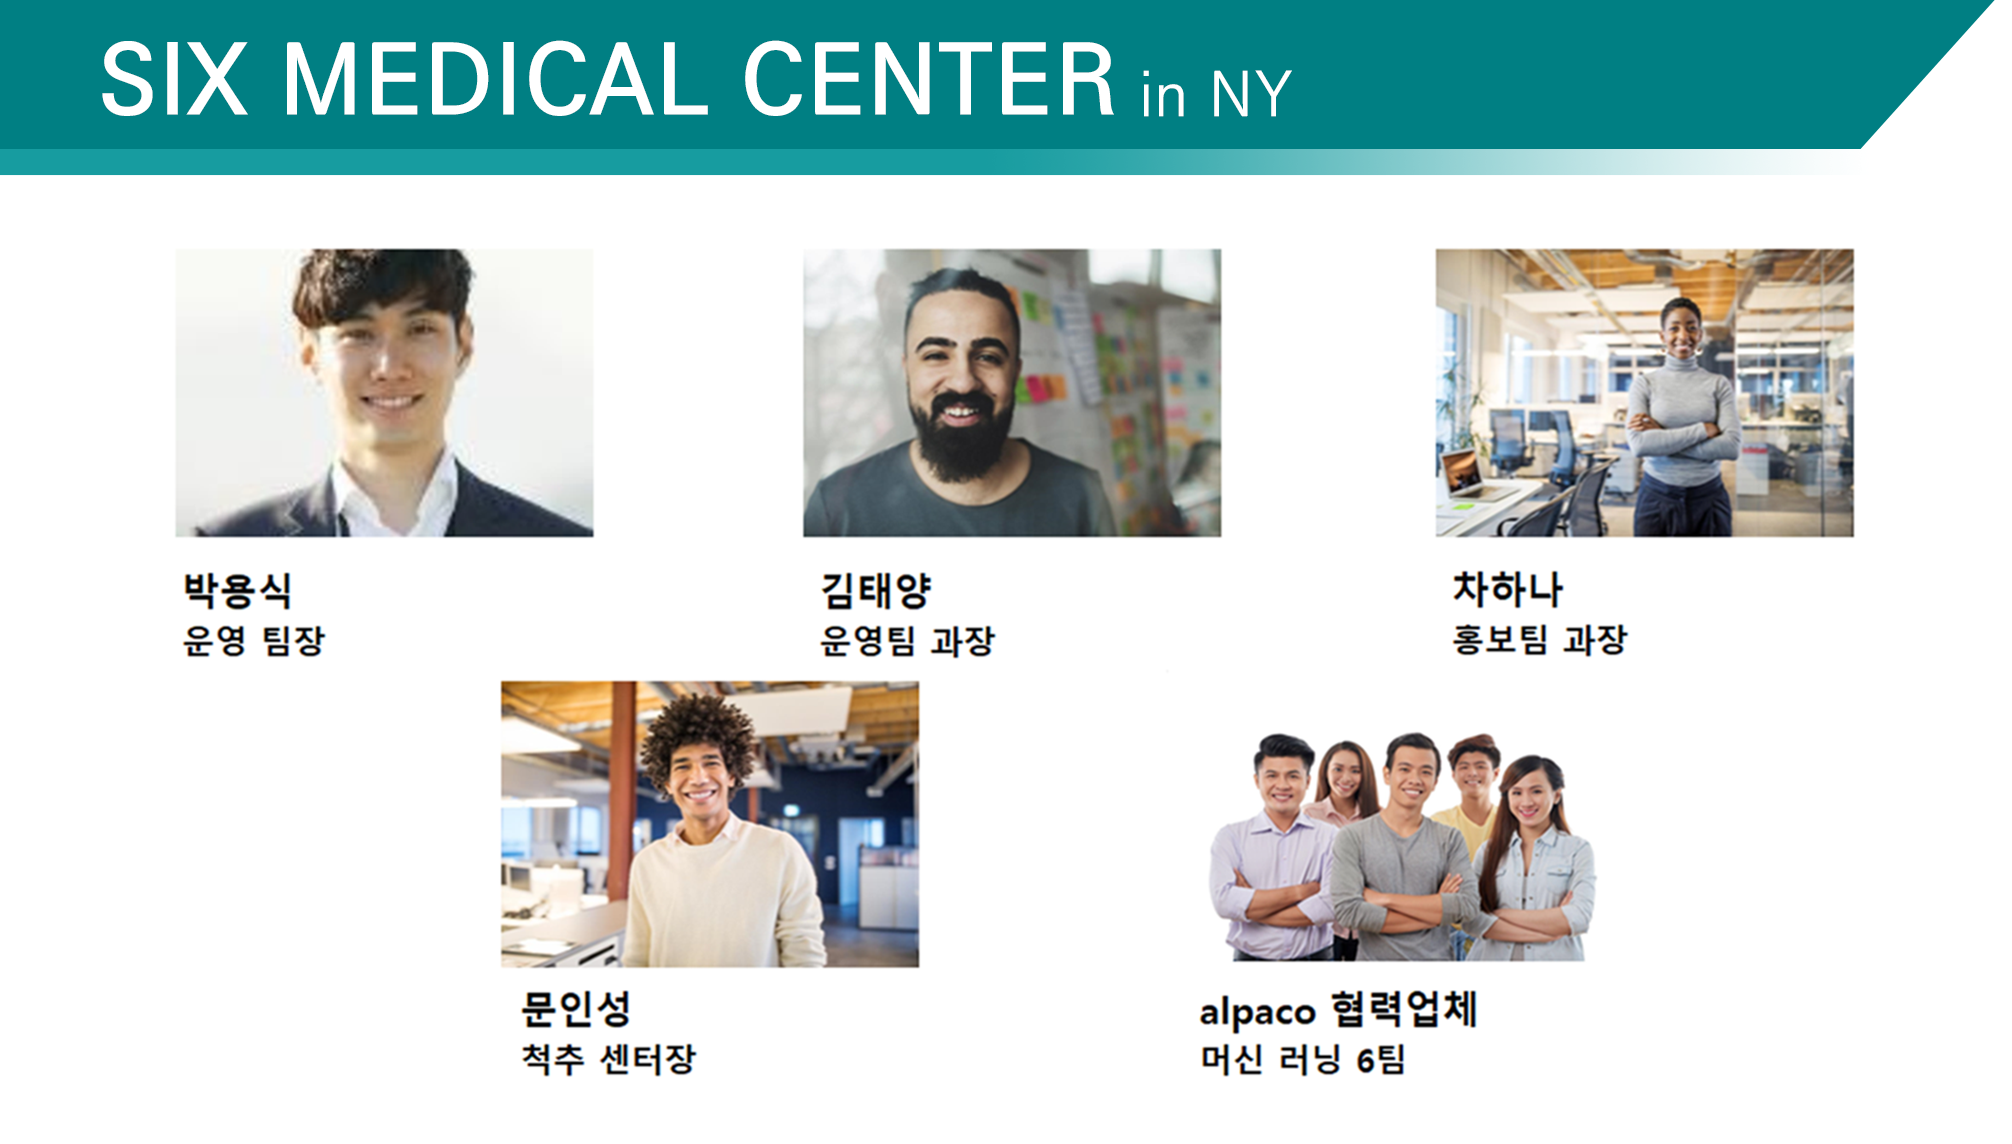 SIX MEDICAL CENTER in NY
박용식
운영 팀장
김태양
운영팀 과장
차하나
홍보팀 과장
문인성
척추 센터장
alpaco 협력업체
머신 러닝 6팀